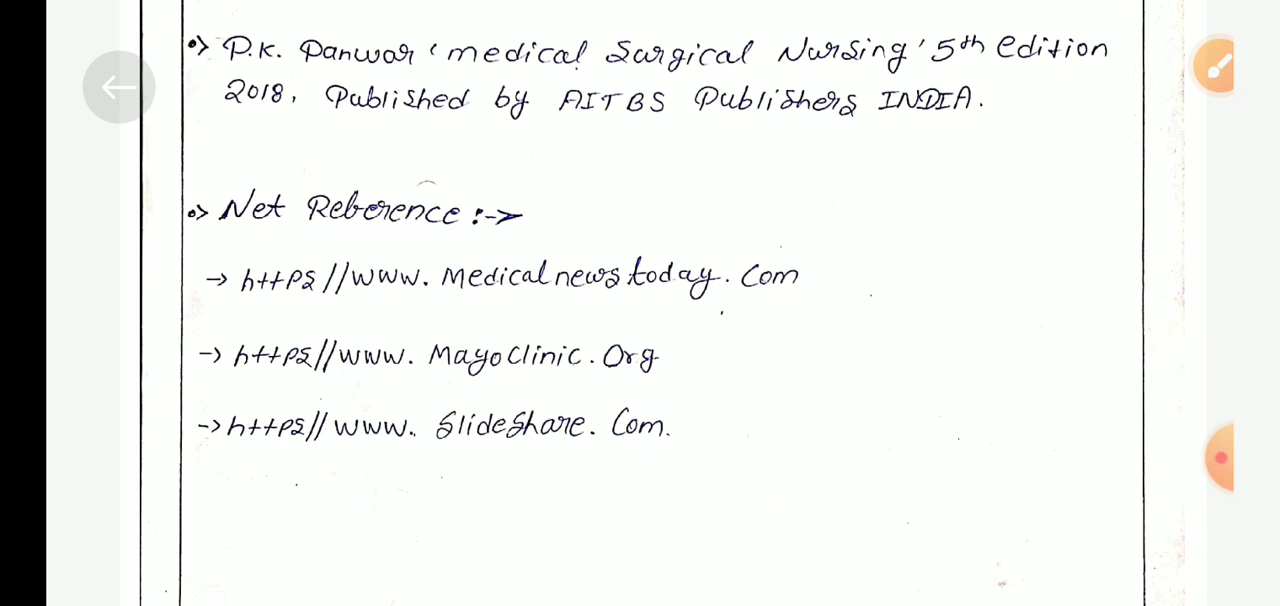 •> P.K. Panwar 'medical Surgical Nursing' 5th edition
2018, Published by AITBS Publishers INDIA.
•> Net Reberence :->
-> https//www.Medicalnewstoday.Com
-> https//www.MayoClinic.Org
-> https//www.SlideShare.Com.